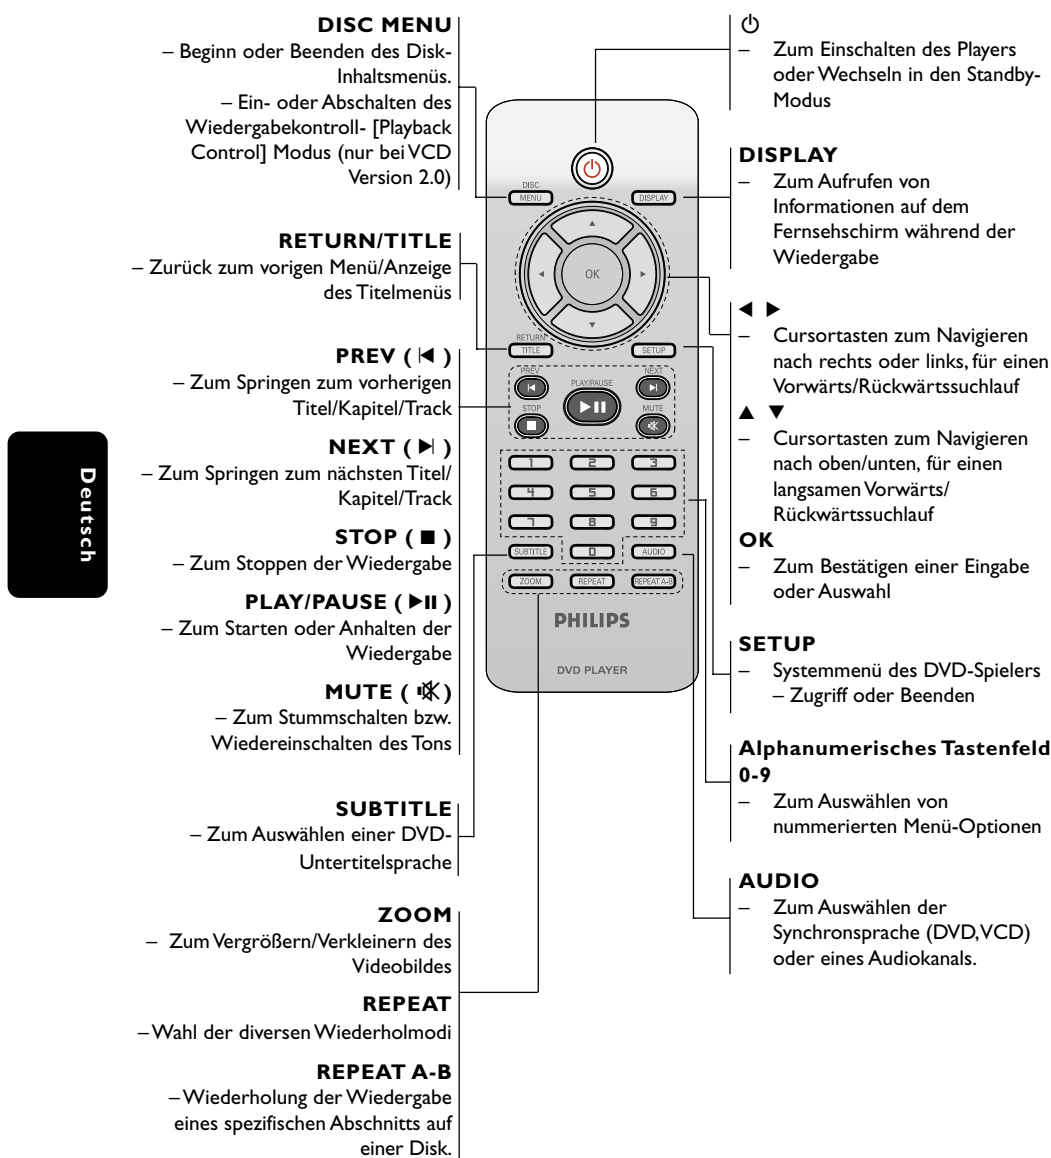 DISC MENU
– Beginn oder Beenden des Disk-
Inhaltsmenüs.
– Ein- oder Abschalten des
Wiedergabekontroll- [Playback
Control] Modus (nur bei VCD
Version 2.0)
RETURN/TITLE
– Zurück zum vorigen Menü/Anzeige
des Titelmenüs
PREV ( |◀ )
– Zum Springen zum vorherigen
Titel/Kapitel/Track
NEXT ( ▶| )
– Zum Springen zum nächsten Titel/
Kapitel/Track
STOP ( ■ )
– Zum Stoppen der Wiedergabe
PLAY/PAUSE ( ▶II )
– Zum Starten oder Anhalten der
Wiedergabe
MUTE ( 🔇 )
– Zum Stummschalten bzw.
Wiedereinschalten des Tons
SUBTITLE
– Zum Auswählen einer DVD-
Untertitelsprache
ZOOM
– Zum Vergrößern/Verkleinern des
Videobildes
REPEAT
– Wahl der diversen Wiederholmodi
REPEAT A-B
– Wiederholung der Wiedergabe
eines spezifischen Abschnitts auf
einer Disk.
Deutsch
DISC
MENU
DISPLAY
▲
◀ OK ▶
▼
RETURN
TITLE
SETUP
PREV
NEXT
PLAY/PAUSE
STOP
MUTE
1 2 3
4 5 6
7 8 9
SUBTITLE 0 AUDIO
ZOOM REPEAT REPEAT A-B
PHILIPS
DVD PLAYER
⏻
– Zum Einschalten des Players
oder Wechseln in den Standby-
Modus
DISPLAY
– Zum Aufrufen von
Informationen auf dem
Fernsehschirm während der
Wiedergabe
◀ ▶
– Cursortasten zum Navigieren
nach rechts oder links, für einen
Vorwärts/Rückwärtssuchlauf
▲ ▼
– Cursortasten zum Navigieren
nach oben/unten, für einen
langsamen Vorwärts/
Rückwärtssuchlauf
OK
– Zum Bestätigen einer Eingabe
oder Auswahl
SETUP
– Systemmenü des DVD-Spielers
– Zugriff oder Beenden
Alphanumerisches Tastenfeld
0-9
– Zum Auswählen von
nummerierten Menü-Optionen
AUDIO
– Zum Auswählen der
Synchronsprache (DVD, VCD)
oder eines Audiokanals.